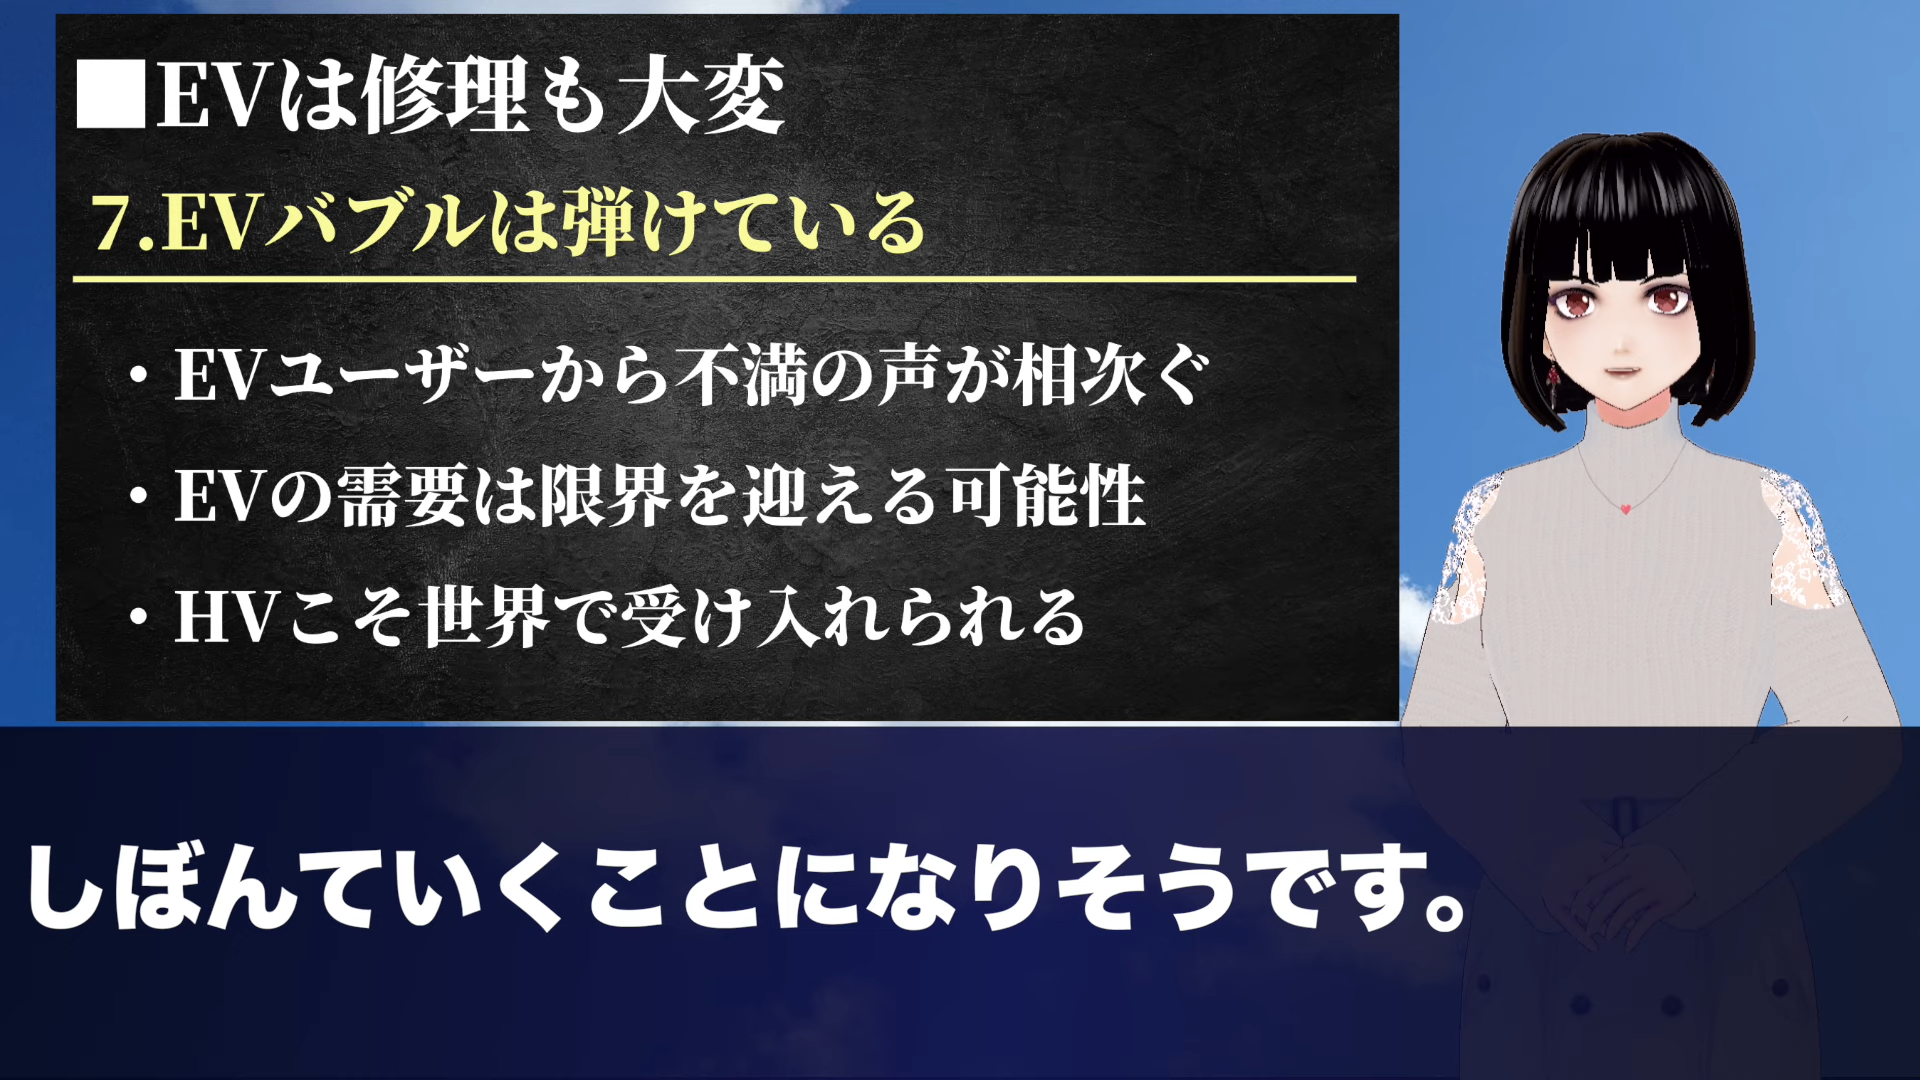 ■EVは修理も大変
7.EVバブルは弾けている
・EVユーザーから不満の声が相次ぐ
・EVの需要は限界を迎える可能性
・HVこそ世界で受け入れられる
しぼんでいくことになりそうです。